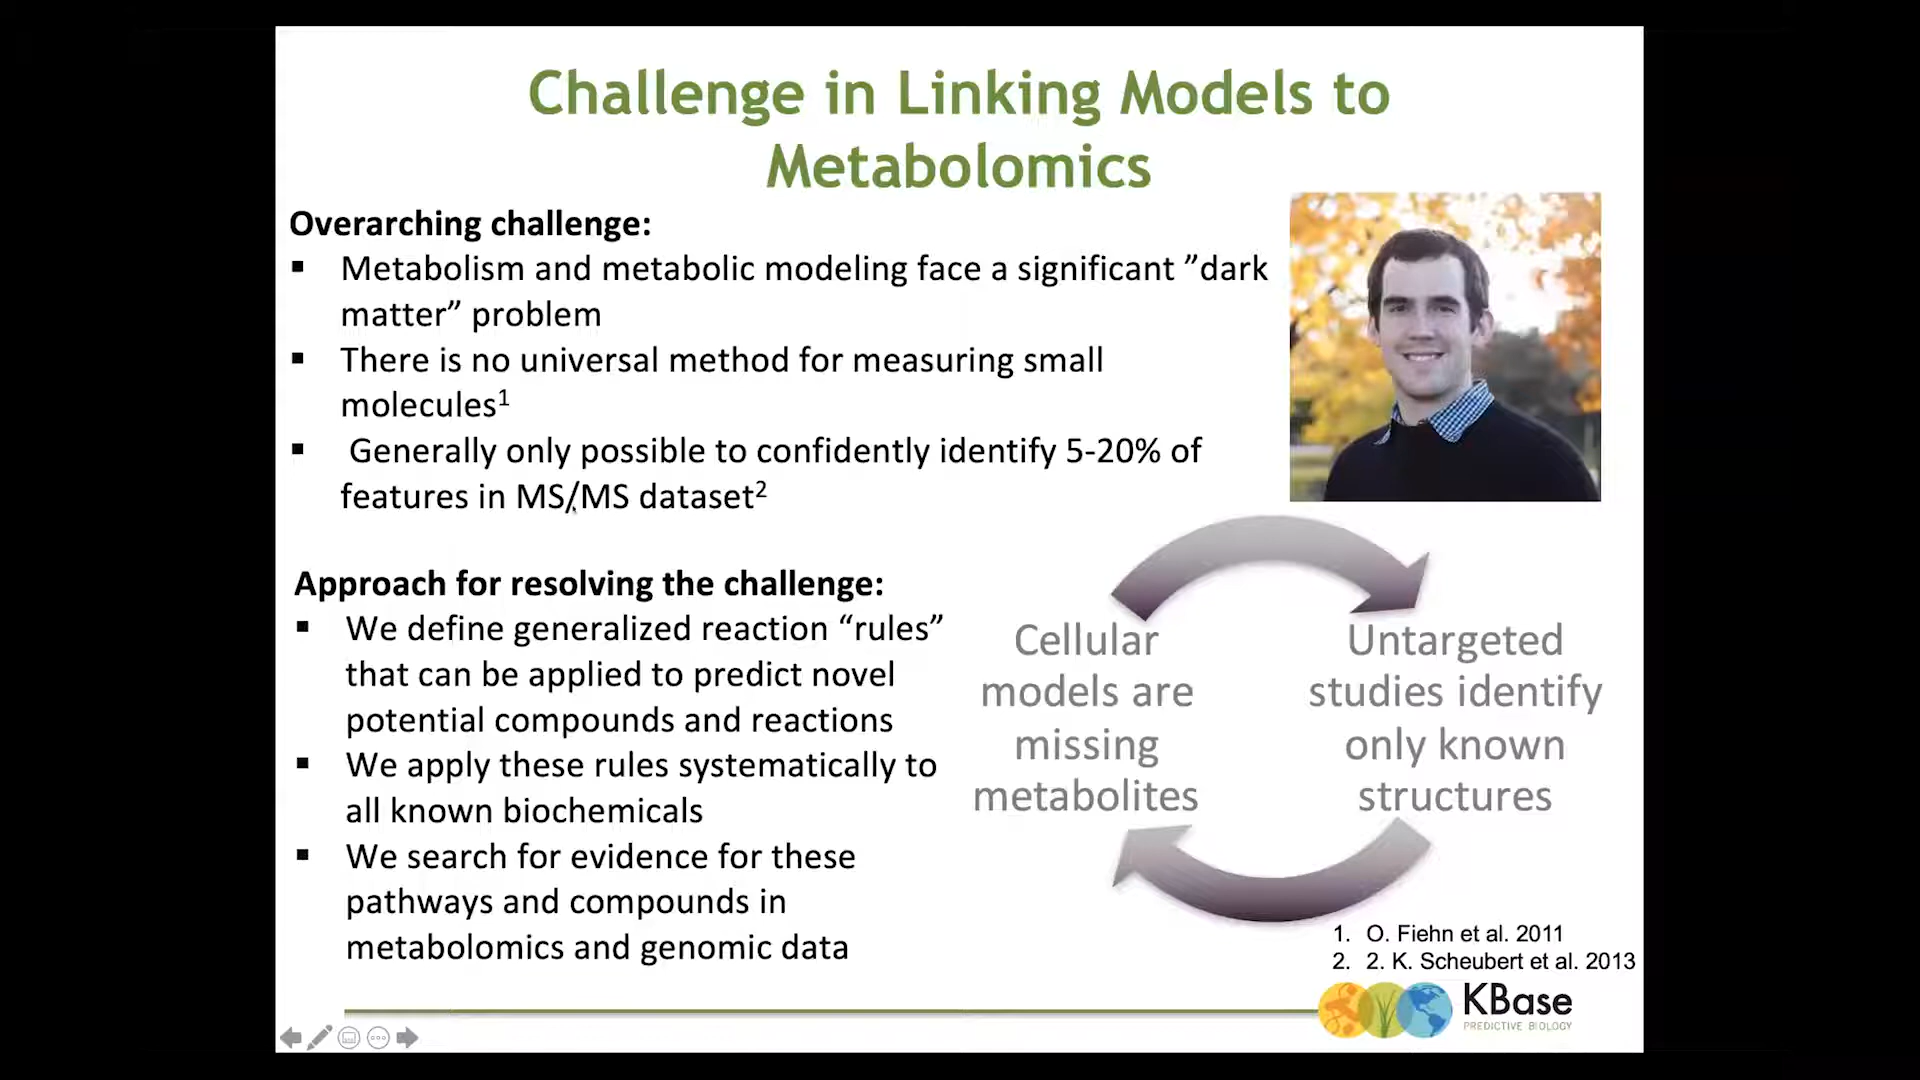 Challenge in Linking Models to
Metabolomics
Overarching challenge:
▪ Metabolism and metabolic modeling face a significant ”dark
matter” problem
▪ There is no universal method for measuring small
molecules1
▪ Generally only possible to confidently identify 5-20% of
features in MS/MS dataset2
Approach for resolving the challenge:
▪ We define generalized reaction “rules”
that can be applied to predict novel
potential compounds and reactions
▪ We apply these rules systematically to
all known biochemicals
▪ We search for evidence for these
pathways and compounds in
metabolomics and genomic data
Cellular
models are
missing
metabolites
Untargeted
studies identify
only known
structures
1. O. Fiehn et al. 2011
2. 2. K. Scheubert et al. 2013
KBase
PREDICTIVE BIOLOGY